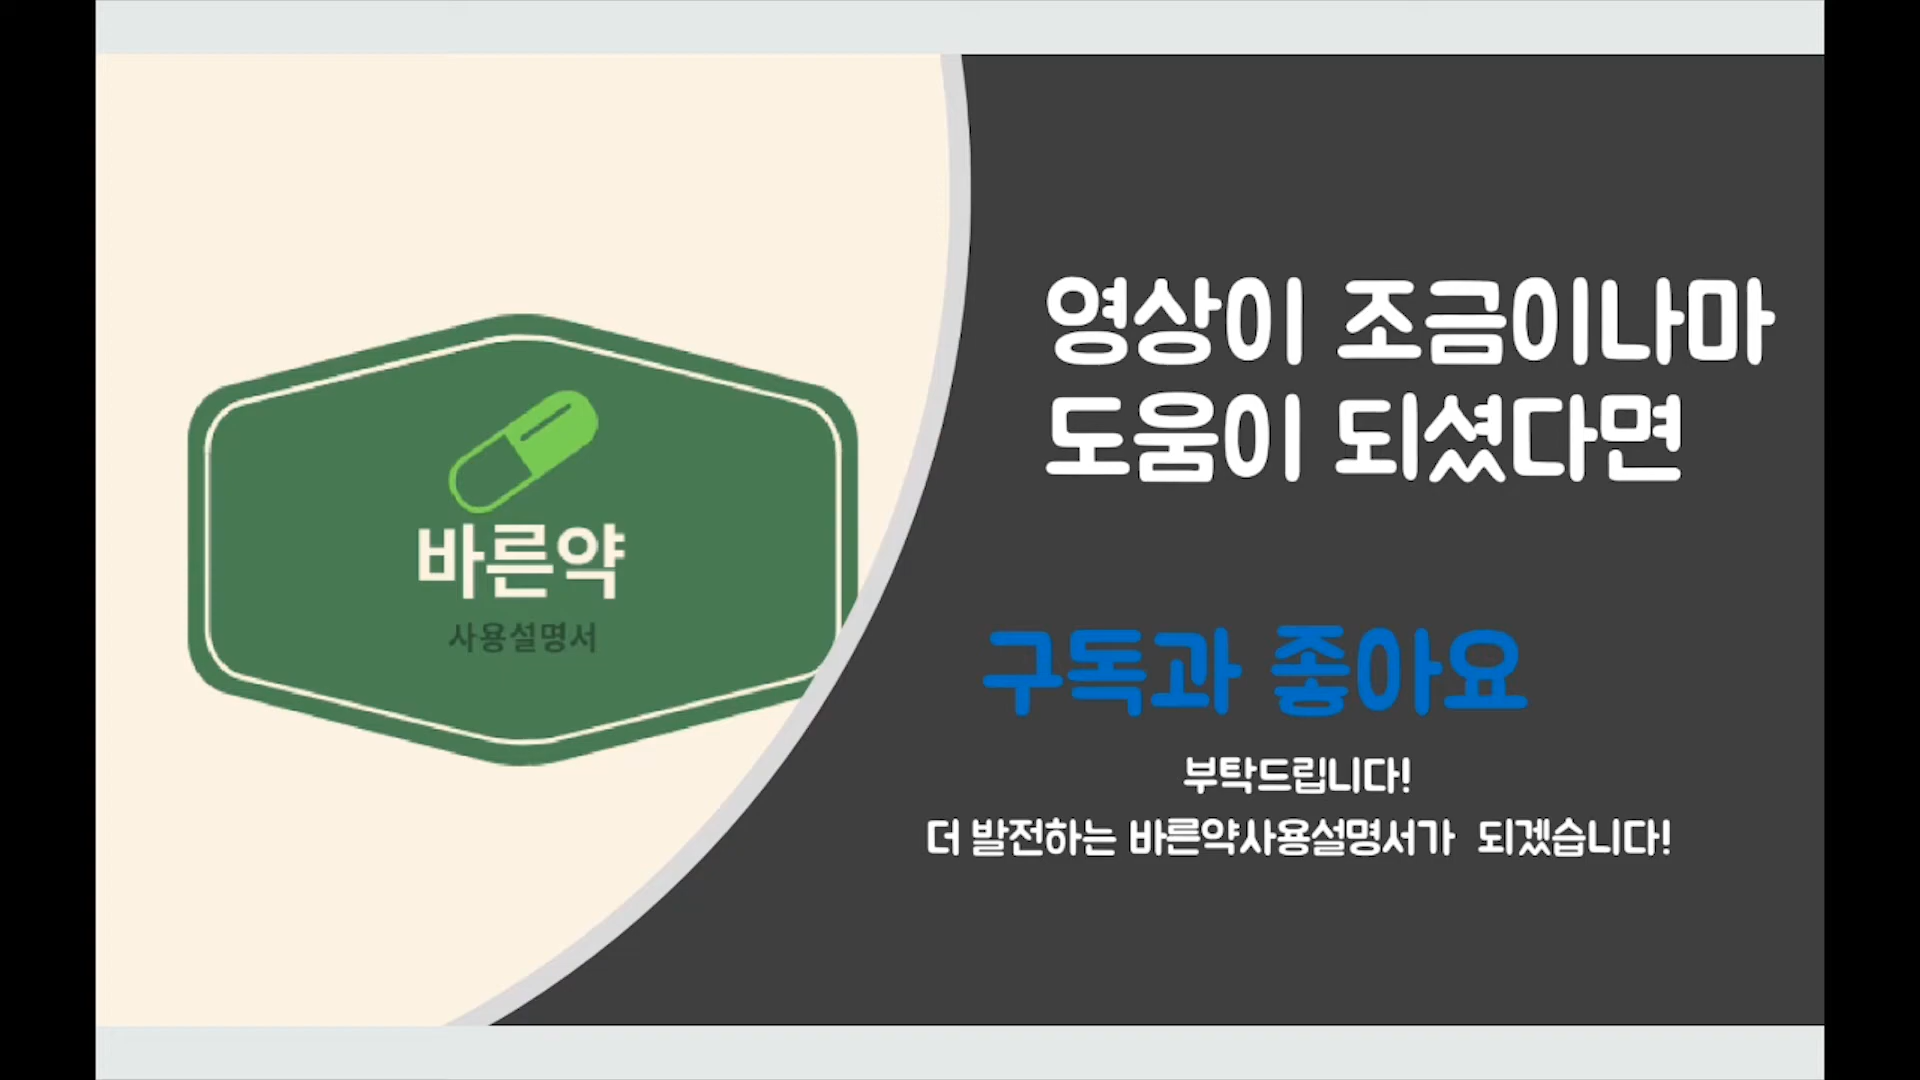 바른약
사용설명서
영상이 조금이나마
도움이 되셨다면
구독과 좋아요
부탁드립니다!
더 발전하는 바른약사용설명서가 되겠습니다!